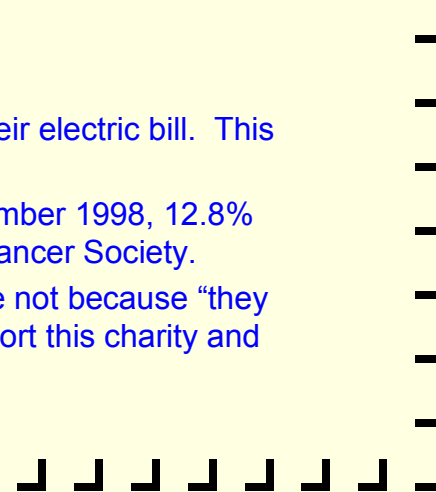 eir electric bill.  This
mber 1998, 12.8%
ancer Society.
e not because “they
ort this charity and